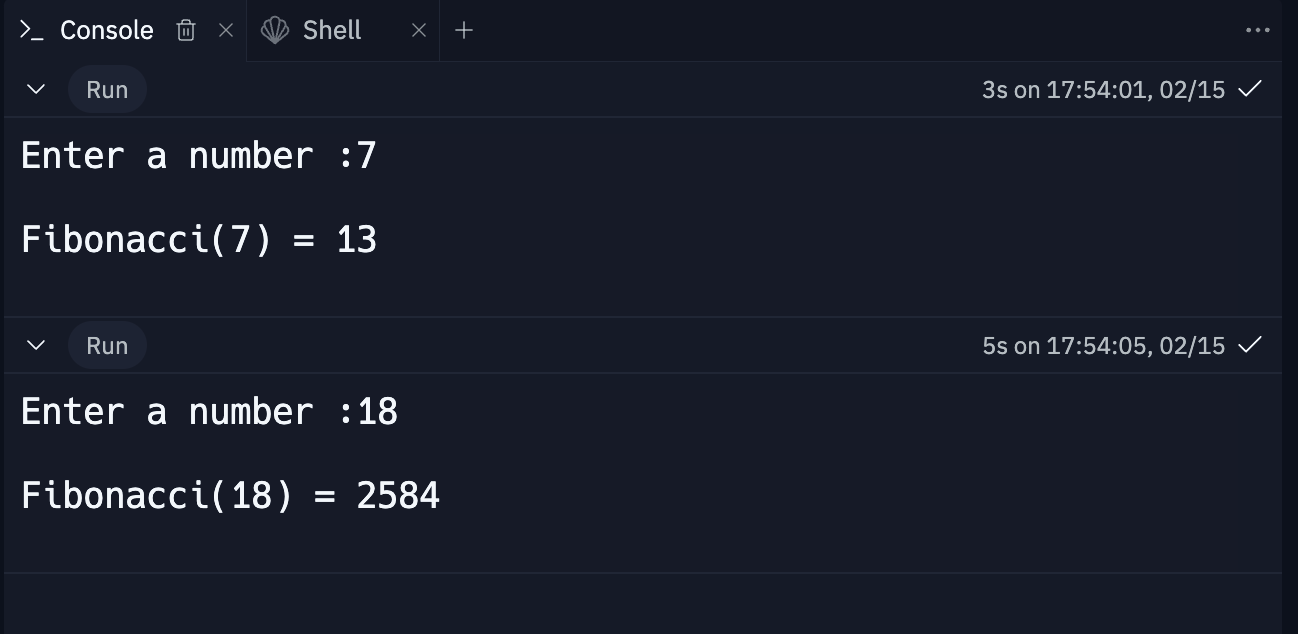 Console
Shell
Run
3s on 17:54:01, 02/15
Enter a number :7
Fibonacci(7) = 13
Run
5s on 17:54:05, 02/15
Enter a number :18
Fibonacci(18) = 2584